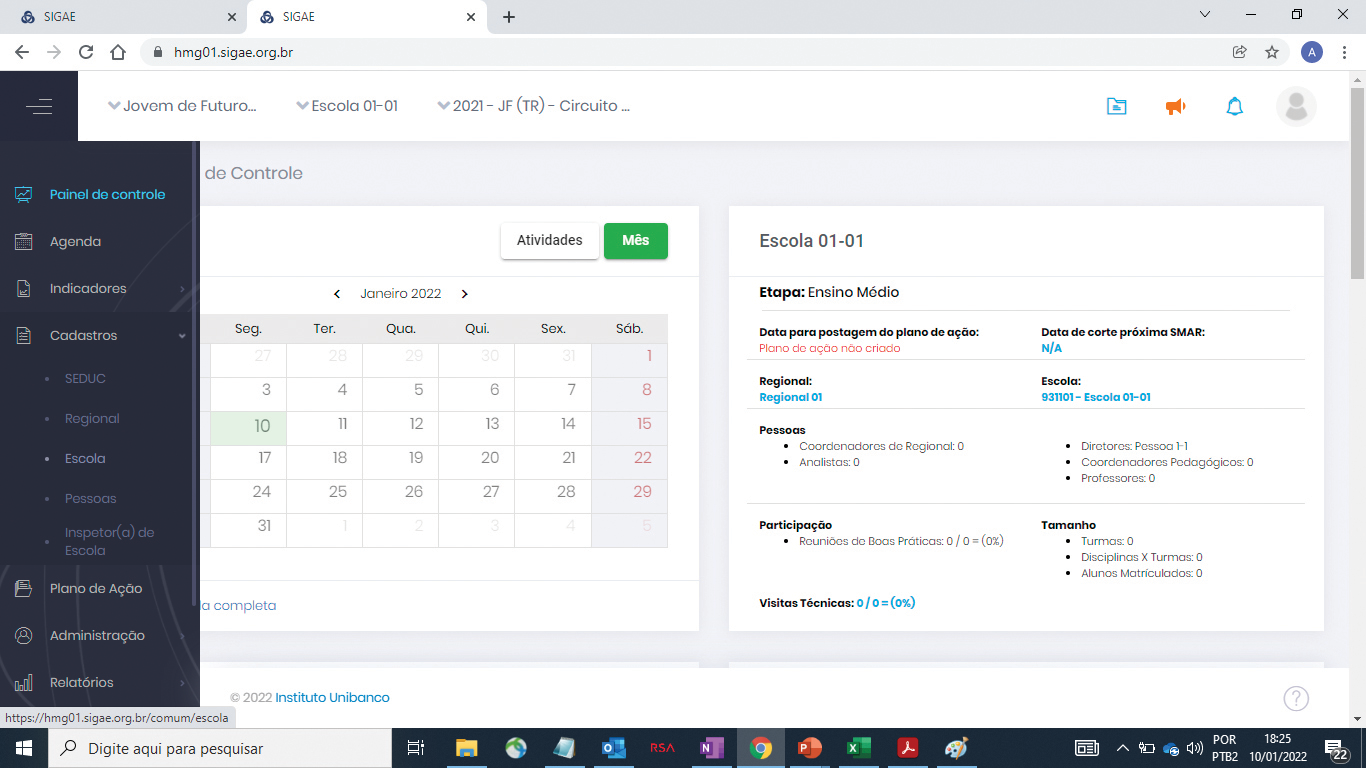 SIGAE
SIGAE
hmg01.sigae.org.br
A
Jovem de Futuro...
Escola 01-01
2021 - JF (TR) - Circuito ...
Painel de controle
Agenda
Indicadores
Cadastros
SEDUC
Regional
Escola
Pessoas
Inspetor(a) de
Escola
Plano de Ação
Administração
Relatórios
de Controle
Atividades
Mês
Janeiro 2022
Seg. Ter. Qua. Qui. Sex. Sáb.
27 28 29 30 31 1
3 4 5 6 7 8
10 11 12 13 14 15
17 18 19 20 21 22
24 25 26 27 28 29
31 1 2 3 4 5
da completa
Escola 01-01
Etapa: Ensino Médio
Data para postagem do plano de ação:
Plano de ação não criado
Data de corte próxima SMAR:
N/A
Regional:
Regional 01
Escola:
931101 - Escola 01-01
Pessoas
Coordenadores de Regional: 0
Analistas: 0
Diretores: Pessoa 1-1
Coordenadores Pedagógicos: 0
Professores: 0
Participação
Reuniões de Boas Práticas: 0 / 0 = (0%)
Tamanho
Turmas: 0
Disciplinas X Turmas: 0
Alunos Matrículados: 0
Visitas Técnicas: 0 / 0 = (0%)
© 2022 Instituto Unibanco
https://hmg01.sigae.org.br/comum/escola
Digite aqui para pesquisar
RSA
POR
PTB2
18:25
10/01/2022
22